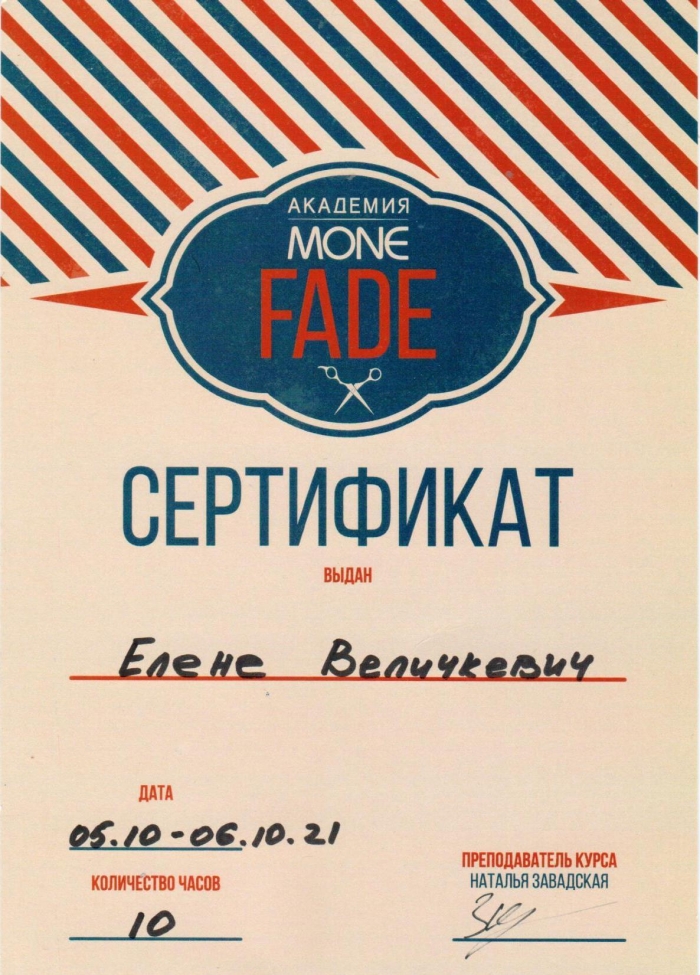 АКАДЕМИЯ
MONE
FADE
СЕРТИФИКАТ
ВЫДАН
Елене Величкевич
ДАТА
05.10-06.10.21
КОЛИЧЕСТВО ЧАСОВ
10
ПРЕПОДАВАТЕЛЬ КУРСА
НАТАЛЬЯ ЗАВАДСКАЯ